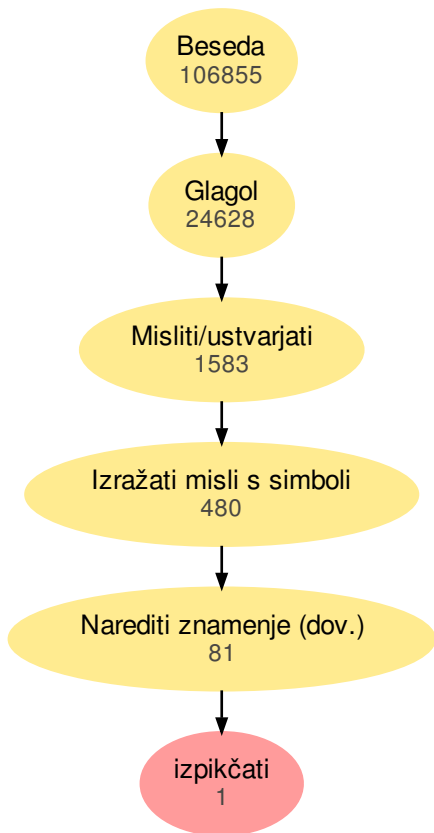 Beseda
106855
Glagol
24628
Misliti/ustvarjati
1583
Izražati misli s simboli
480
Narediti znamenje (dov.)
81
izpikčati
1